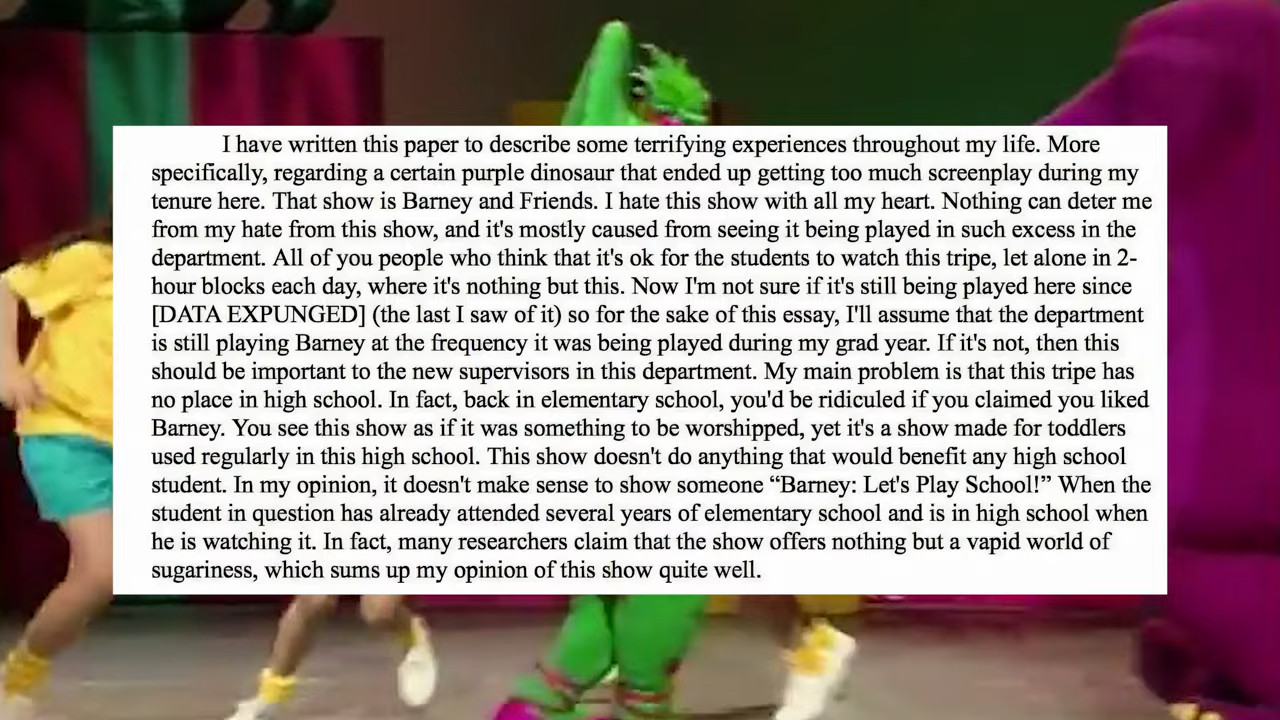 I have written this paper to describe some terrifying experiences throughout my life. More
specifically, regarding a certain purple dinosaur that ended up getting too much screenplay during my
tenure here. That show is Barney and Friends. I hate this show with all my heart. Nothing can deter me
from my hate from this show, and it's mostly caused from seeing it being played in such excess in the
department. All of you people who think that it's ok for the students to watch this tripe, let alone in 2-
hour blocks each day, where it's nothing but this. Now I'm not sure if it's still being played here since
[DATA EXPUNGED] (the last I saw of it) so for the sake of this essay, I'll assume that the department
is still playing Barney at the frequency it was being played during my grad year. If it's not, then this
should be important to the new supervisors in this department. My main problem is that this tripe has
no place in high school. In fact, back in elementary school, you'd be ridiculed if you claimed you liked
Barney. You see this show as if it was something to be worshipped, yet it's a show made for toddlers
used regularly in this high school. This show doesn't do anything that would benefit any high school
student. In my opinion, it doesn't make sense to show someone “Barney: Let's Play School!” When the
student in question has already attended several years of elementary school and is in high school when
he is watching it. In fact, many researchers claim that the show offers nothing but a vapid world of
sugariness, which sums up my opinion of this show quite well.